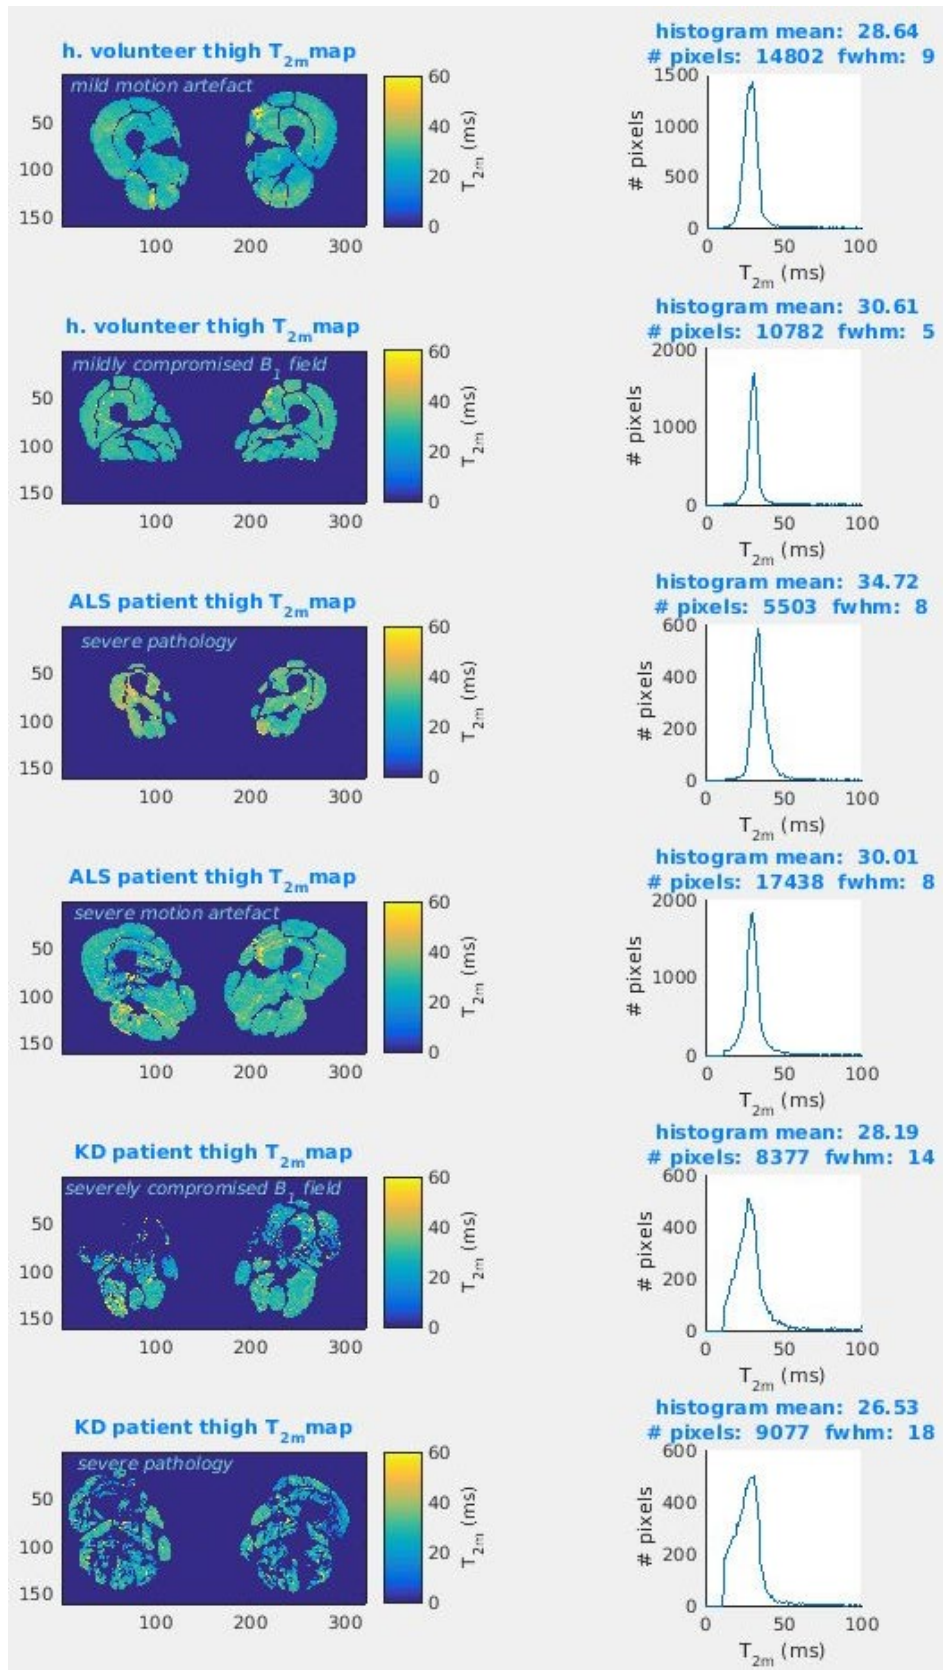 h. volunteer thigh T2m map
mild motion artefact
50
100
150
100
200
300
60
40
20
0
T2m (ms)
histogram mean: 28.64
# pixels: 14802 fwhm: 9
1500
1000
500
0
# pixels
0
50
100
T2m (ms)
h. volunteer thigh T2m map
mildly compromised B1 field
50
100
150
100
200
300
60
40
20
0
T2m (ms)
histogram mean: 30.61
# pixels: 10782 fwhm: 5
2000
1000
0
# pixels
0
50
100
T2m (ms)
ALS patient thigh T2m map
severe pathology
50
100
150
100
200
300
60
40
20
0
T2m (ms)
histogram mean: 34.72
# pixels: 5503 fwhm: 8
600
400
200
0
# pixels
0
50
100
T2m (ms)
ALS patient thigh T2m map
severe motion artefact
50
100
150
100
200
300
60
40
20
0
T2m (ms)
histogram mean: 30.01
# pixels: 17438 fwhm: 8
2000
1000
0
# pixels
0
50
100
T2m (ms)
KD patient thigh T2m map
severely compromised B1 field
50
100
150
100
200
300
60
40
20
0
T2m (ms)
histogram mean: 28.19
# pixels: 8377 fwhm: 14
600
400
200
0
# pixels
0
50
100
T2m (ms)
KD patient thigh T2m map
severe pathology
50
100
150
100
200
300
60
40
20
0
T2m (ms)
histogram mean: 26.53
# pixels: 9077 fwhm: 18
600
400
200
0
# pixels
0
50
100
T2m (ms)